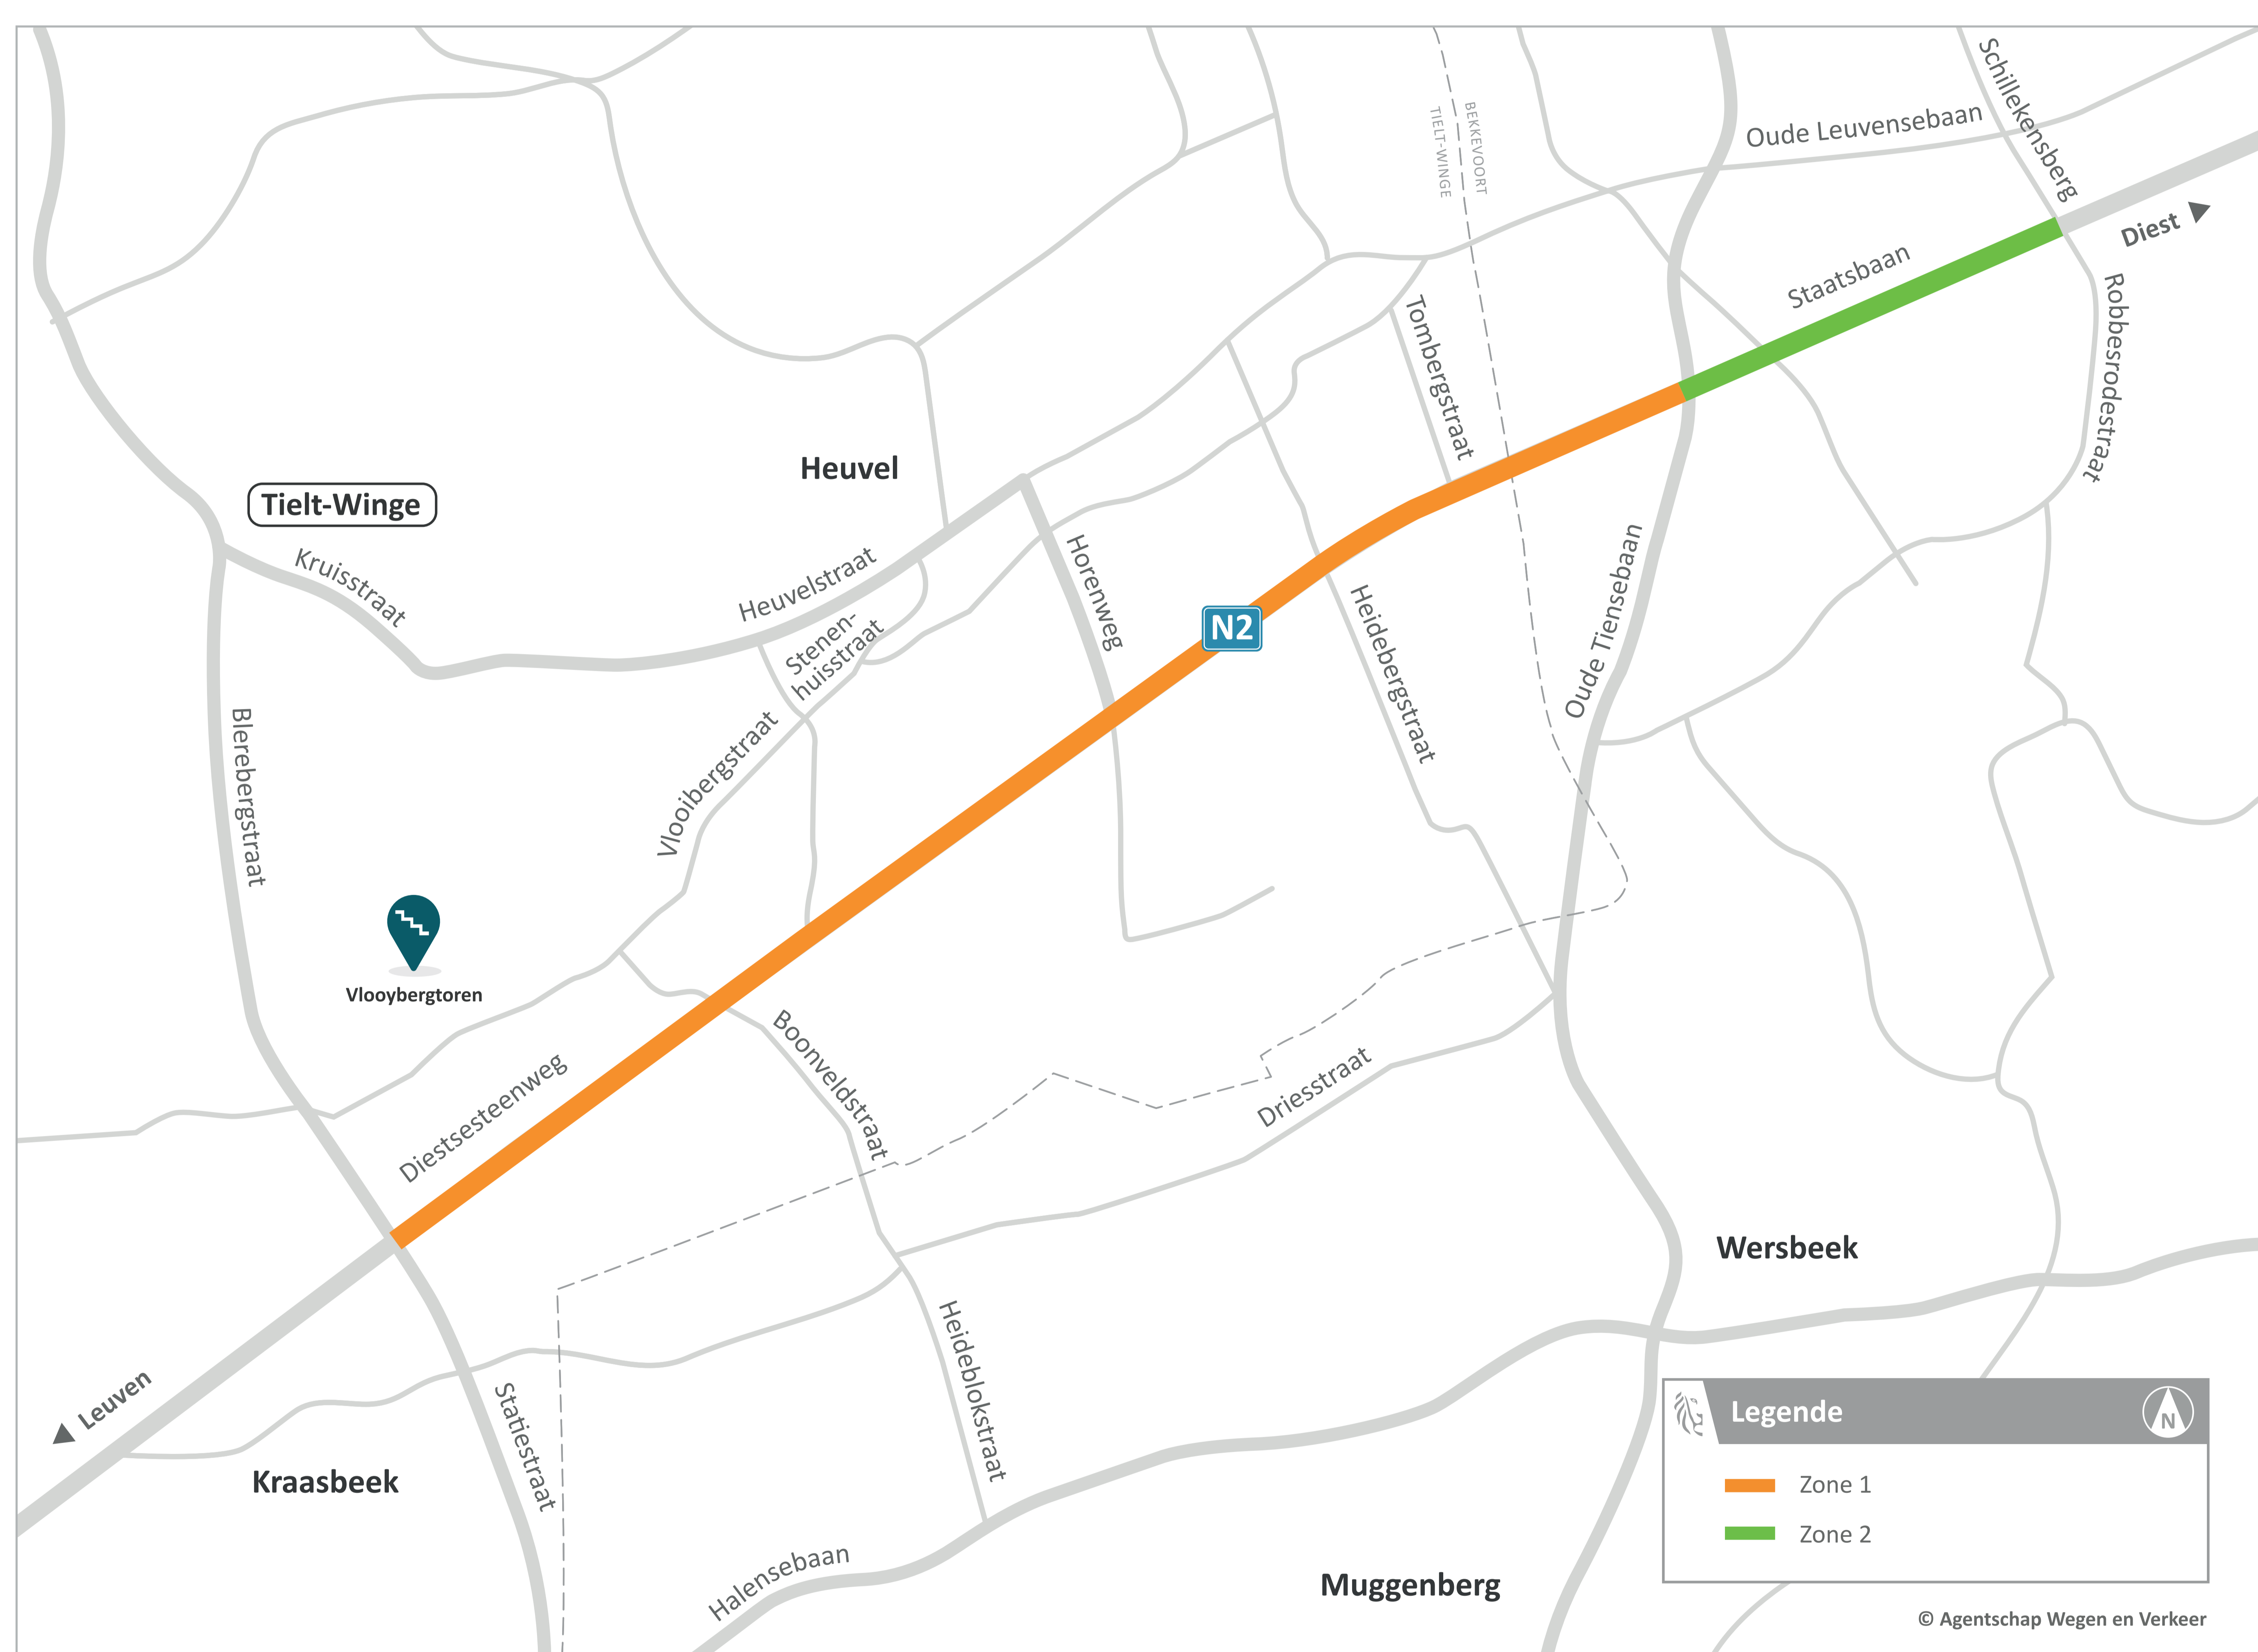 Schillekensberg
Oude Leuvensebaan
BEKKEVOORT
TIELT-WINGE
Diest
Staatsbaan
Robbesrodestraat
Tombergstraat
Heuvel
Tielt-Winge
Kruisstraat
Heuvelstraat
Horenweg
Stenen-
huisstraat
N2
Heidebergstraat
Oude Tiensebaan
Blerebergstraat
Vlooibergstraat
Vlooybergtoren
Diestsesteenweg
Boonveldstraat
Driesstraat
Wersbeek
Leuven
Statiestraat
Heideblokstraat
Kraasbeek
Halensebaan
Muggenberg
Legende
N
Zone 1
Zone 2
© Agentschap Wegen en Verkeer